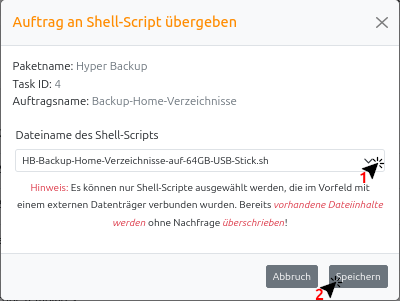 Auftrag an Shell-Script übergeben
Paketname: Hyper Backup
Task ID: 4
Auftragsname: Backup-Home-Verzeichnisse
Dateiname des Shell-Scripts
HB-Backup-Home-Verzeichnisse-auf-64GB-USB-Stick.sh
1
Hinweis: Es können nur Shell-Scripte ausgewählt werden, die im Vorfeld mit
einem externen Datenträger verbunden wurden. Bereits vorhandene Dateiinhalte
werden ohne Nachfrage überschrieben!
Abbruch
Speichern
2